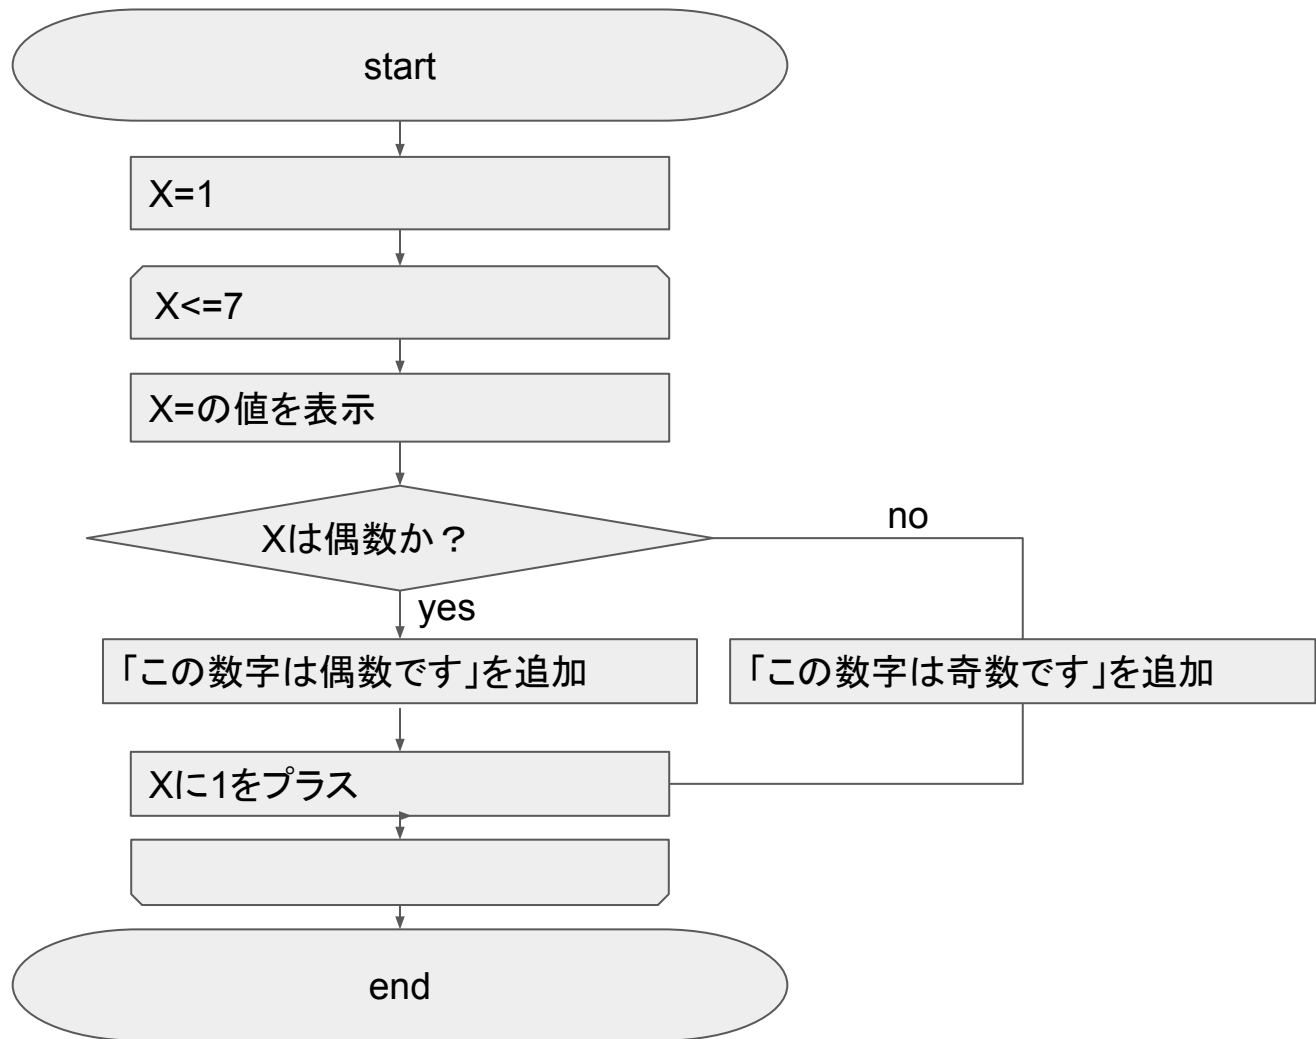 start
X=1
X<=7
X=の値を表示
Xは偶数か？
no
yes
「この数字は偶数です」を追加
「この数字は奇数です」を追加
Xに1をプラス
end